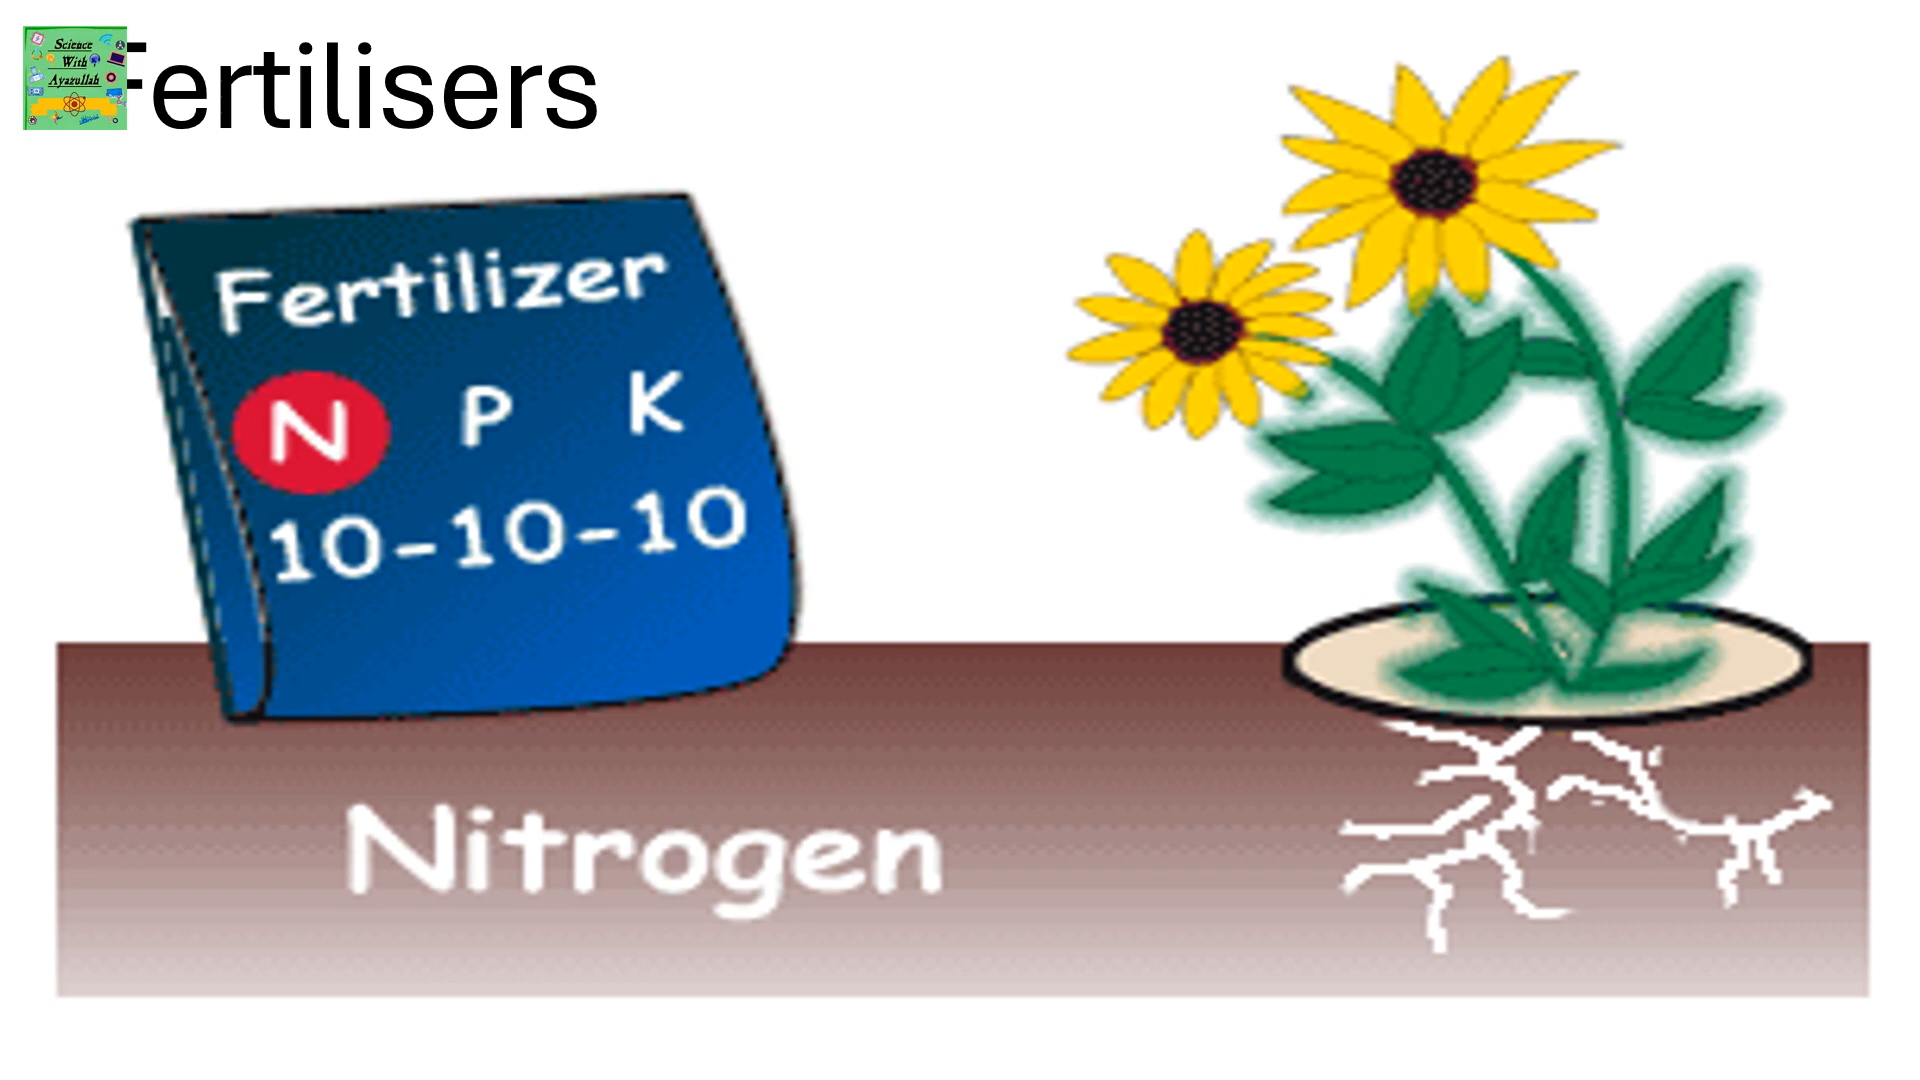 Science
With
Ayazullah
Fertilisers
Fertilizer
N P K
10-10-10
Nitrogen